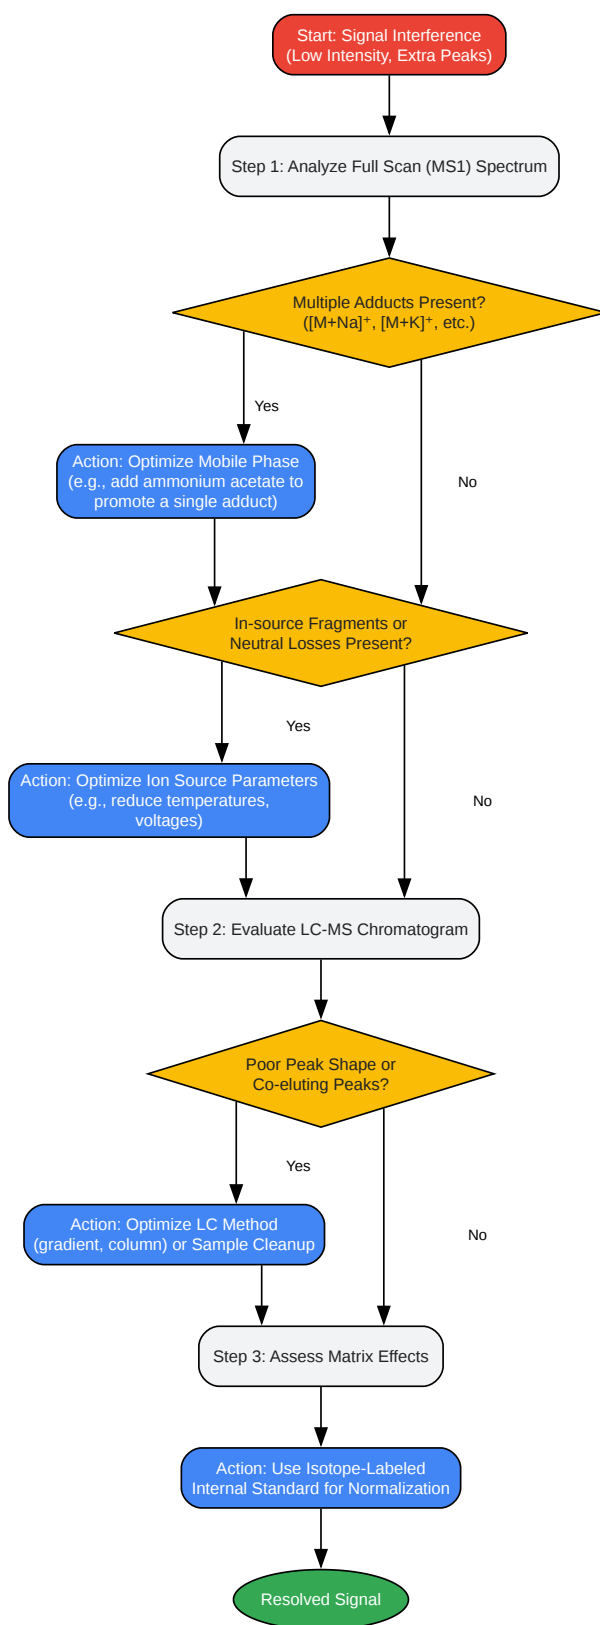 Start: Signal Interference
(Low Intensity, Extra Peaks)
Step 1: Analyze Full Scan (MS1) Spectrum
Multiple Adducts Present?
([M+Na]⁺, [M+K]⁺, etc.)
Yes
Action: Optimize Mobile Phase
(e.g., add ammonium acetate to
promote a single adduct)
No
In-source Fragments or
Neutral Losses Present?
Yes
Action: Optimize Ion Source Parameters
(e.g., reduce temperatures,
voltages)
No
Step 2: Evaluate LC-MS Chromatogram
Poor Peak Shape or
Co-eluting Peaks?
Yes
Action: Optimize LC Method
(gradient, column) or Sample Cleanup
No
Step 3: Assess Matrix Effects
Action: Use Isotope-Labeled
Internal Standard for Normalization
Resolved Signal